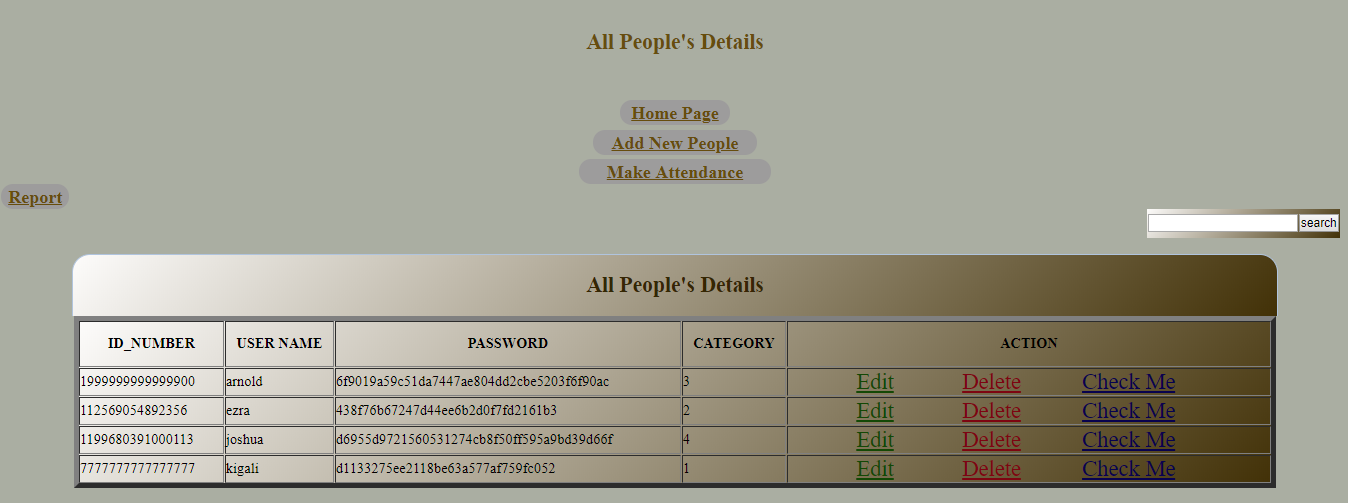 All People's Details
Home Page
Add New People
Make Attendance
Report
search
All People's Details
ID_NUMBER USER NAME PASSWORD CATEGORY ACTION
1999999999999900 arnold 6f9019a59c51da7447ae804dd2cbe5203f6f90ac 3 Edit Delete Check Me
112569054892356 ezra 438f76b67247d44ee6b2d0f7fd2161b3 2 Edit Delete Check Me
1199680391000113 joshua d6955d9721560531274cb8f50ff595a9bd39d66f 4 Edit Delete Check Me
7777777777777777 kigali d1133275ee2118be63a577af759fc052 1 Edit Delete Check Me